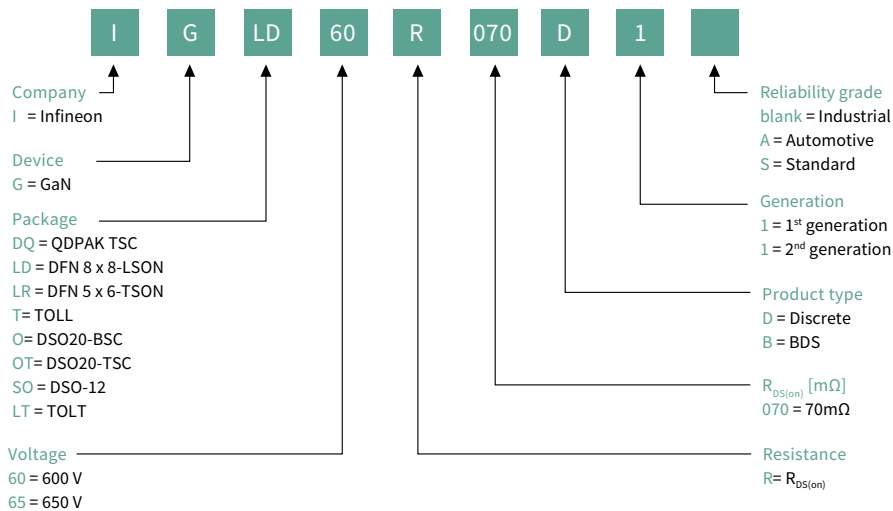 I G LD 60 R 070 D 1
Company
I = Infineon
Device
G = GaN
Package
DQ = QDPAK TSC
LD = DFN 8 x 8-LSON
LR = DFN 5 x 6-TSON
T= TOLL
O= DSO20-BSC
OT= DSO20-TSC
SO = DSO-12
LT = TOLT
Voltage
60 = 600 V
65 = 650 V
Reliability grade
blank = Industrial
A = Automotive
S = Standard
Generation
1 = 1st generation
1 = 2nd generation
Product type
D = Discrete
B = BDS
RDS(on) [mΩ]
070 = 70mΩ
Resistance
R= RDS(on)